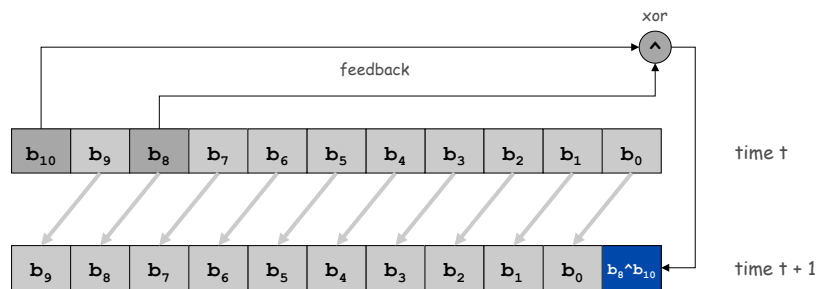 xor
^
feedback
b₁₀ b₉ b₈ b₇ b₆ b₅ b₄ b₃ b₂ b₁ b₀ time t
b₉ b₈ b₇ b₆ b₅ b₄ b₃ b₂ b₁ b₀ b₈^b₁₀ time t + 1